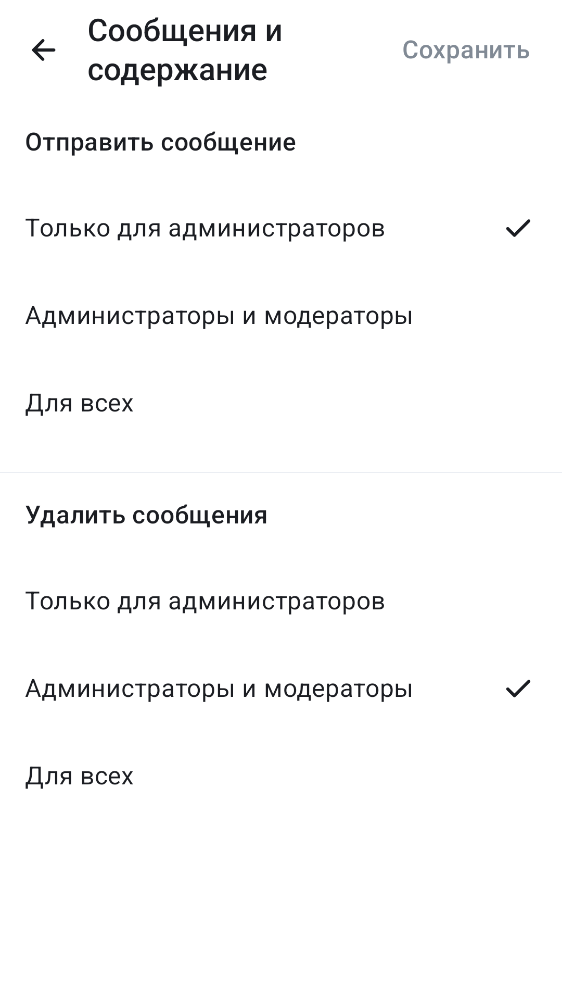 Сообщения и
содержание
Сохранить
Отправить сообщение
Только для администраторов
Администраторы и модераторы
Для всех
Удалить сообщения
Только для администраторов
Администраторы и модераторы
Для всех